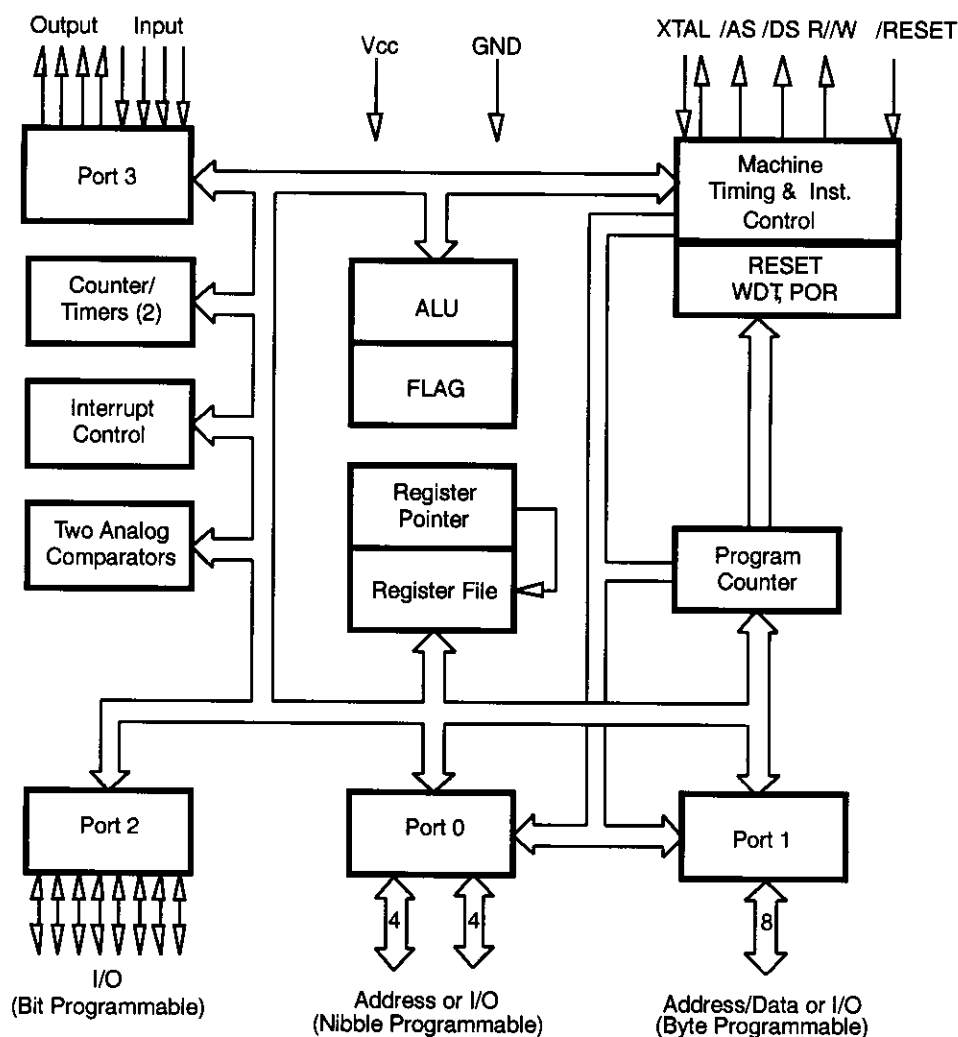 Output Input
Vcc GND
XTAL /AS /DS R//W /RESET
Port 3
Machine
Timing & Inst.
Control
RESET
WDT, POR
Counter/
Timers (2)
ALU
FLAG
Interrupt
Control
Register
Pointer
Register File
Two Analog
Comparators
Program
Counter
Port 2
Port 0
Port 1
4 4
8
I/O
(Bit Programmable)
Address or I/O
(Nibble Programmable)
Address/Data or I/O
(Byte Programmable)